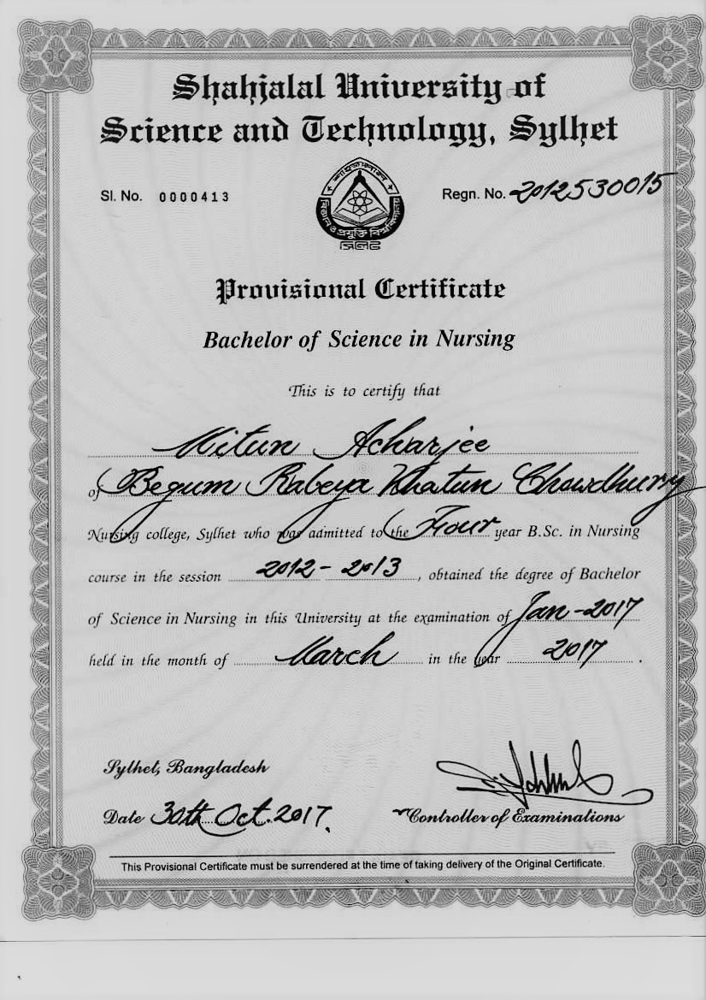 Shahjalal University of
Science and Technology, Sylhet
Sl. No. 0000413
Regn. No. 2012530015
শাহজালাল
বিজ্ঞান ও প্রযুক্তি বিশ্ববিদ্যালয়
সিলেট
Provisional Certificate
Bachelor of Science in Nursing
This is to certify that
Mitun Acharjee
of Begum Rabeya Khatun Chowdhury
Nursing college, Sylhet who was admitted to the Four year B.Sc. in Nursing
course in the session 2012-2013, obtained the degree of Bachelor
of Science in Nursing in this University at the examination of Jan-2017
held in the month of March in the year 2017.
Sylhet, Bangladesh
Date 30th Oct. 2017.
Controller of Examinations
This Provisional Certificate must be surrendered at the time of taking delivery of the Original Certificate.